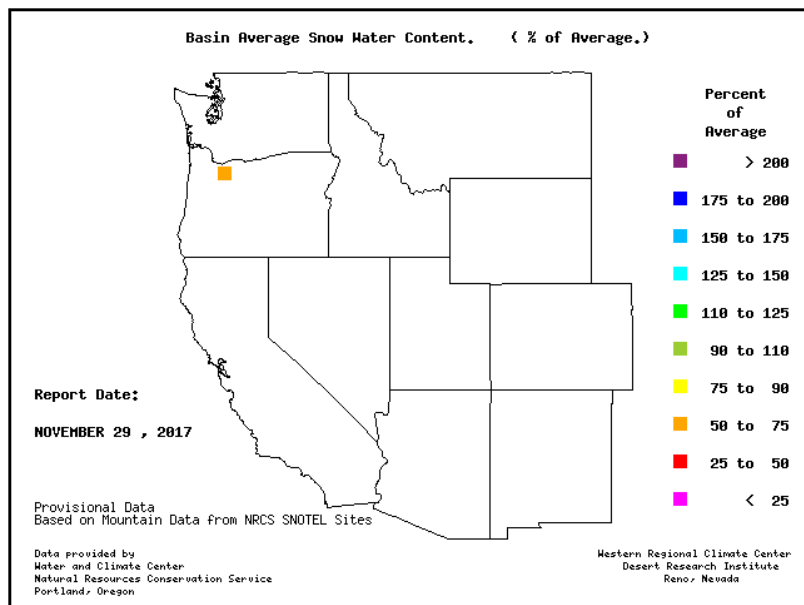 Basin Average Snow Water Content. ( % of Average.)
Percent
of
Average
> 200
175 to 200
150 to 175
125 to 150
110 to 125
90 to 110
75 to 90
50 to 75
25 to 50
< 25
Report Date:
NOVEMBER 29 , 2017
Provisional Data
Based on Mountain Data from NRCS SNOTEL Sites
Data provided by
Water and Climate Center
Natural Resources Conservation Service
Portland, Oregon
Western Regional Climate Center
Desert Research Institute
Reno, Nevada